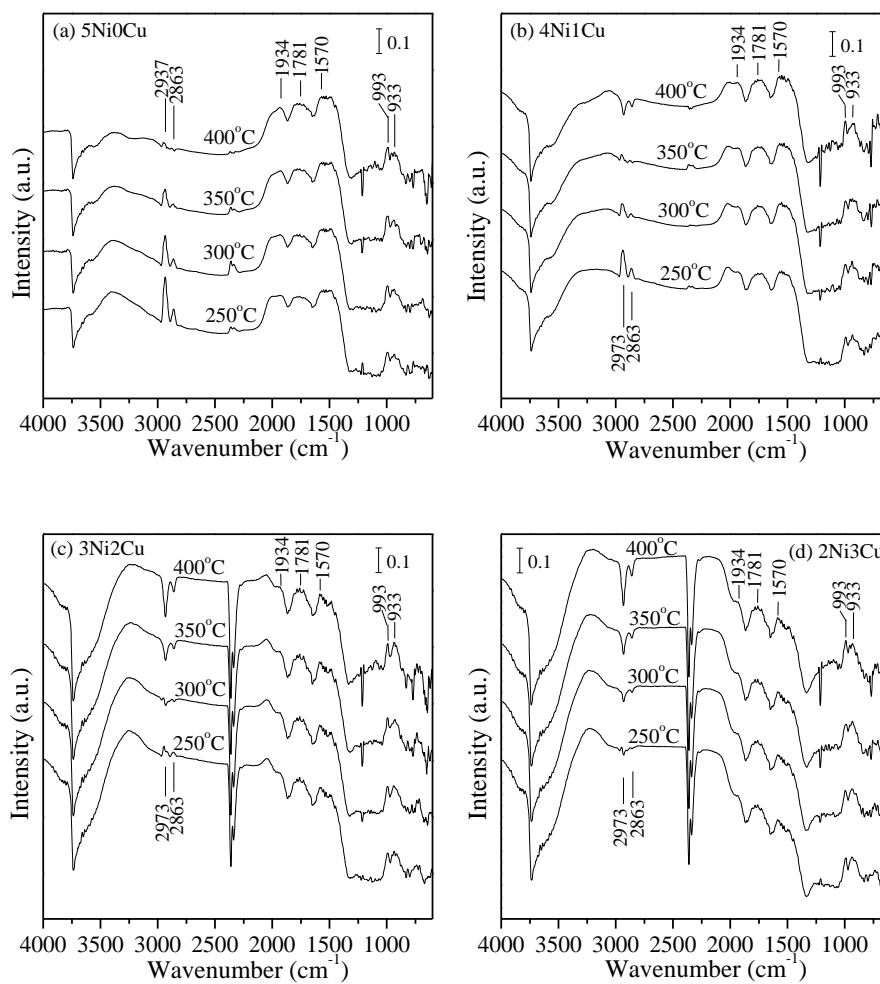 (a) 5Ni0Cu
0.1
2937
2863
1934
1781
1570
993
933
400°C
350°C
300°C
250°C
Intensity (a.u.)
4000 3500 3000 2500 2000 1500 1000
Wavenumber (cm⁻¹)
(b) 4Ni1Cu
0.1
1934
1781
1570
993
933
400°C
350°C
300°C
250°C
2973
2863
Intensity (a.u.)
4000 3500 3000 2500 2000 1500 1000
Wavenumber (cm⁻¹)
(c) 3Ni2Cu
0.1
1934
1781
1570
993
933
400°C
350°C
300°C
250°C
2973
2863
Intensity (a.u.)
4000 3500 3000 2500 2000 1500 1000
Wavenumber (cm⁻¹)
(d) 2Ni3Cu
0.1
1934
1781
1570
993
933
400°C
350°C
300°C
250°C
2973
2863
Intensity (a.u.)
4000 3500 3000 2500 2000 1500 1000
Wavenumber (cm⁻¹)